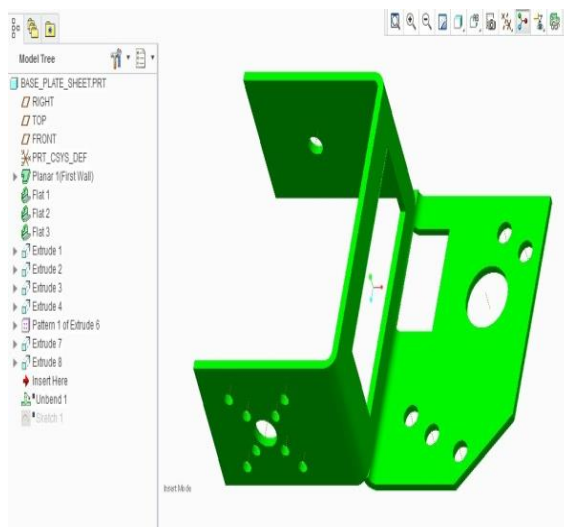 Model Tree
BASE_PLATE_SHEET.PRT
RIGHT
TOP
FRONT
PRT_CSYS_DEF
Planar 1(First Wall)
Flat 1
Flat 2
Flat 3
Extrude 1
Extrude 2
Extrude 3
Extrude 4
Pattern 1 of Extrude 6
Extrude 7
Extrude 8
Insert Here
Unbend 1
Sketch 1
Insert Mode